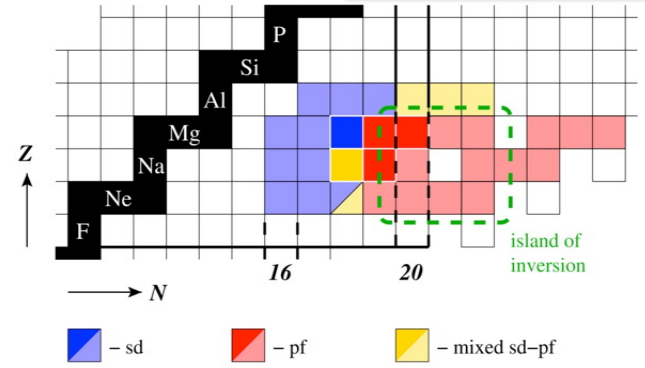 P
Si
Al
Mg
Z
Na
Ne
F
island of
inversion
16
20
N
– sd
– pf
– mixed sd–pf